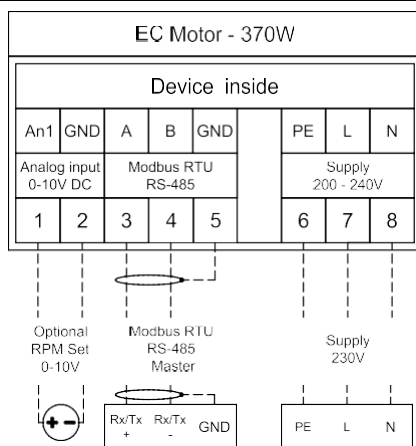 EC Motor - 370W
Device inside
An1 GND A B GND PE L N
Analog input Modbus RTU Supply
0-10V DC RS-485 200 - 240V
1 2 3 4 5 6 7 8
Optional Modbus RTU Supply
RPM Set RS-485 230V
0-10V Master
+ -
Rx/Tx Rx/Tx GND PE L N
+ -